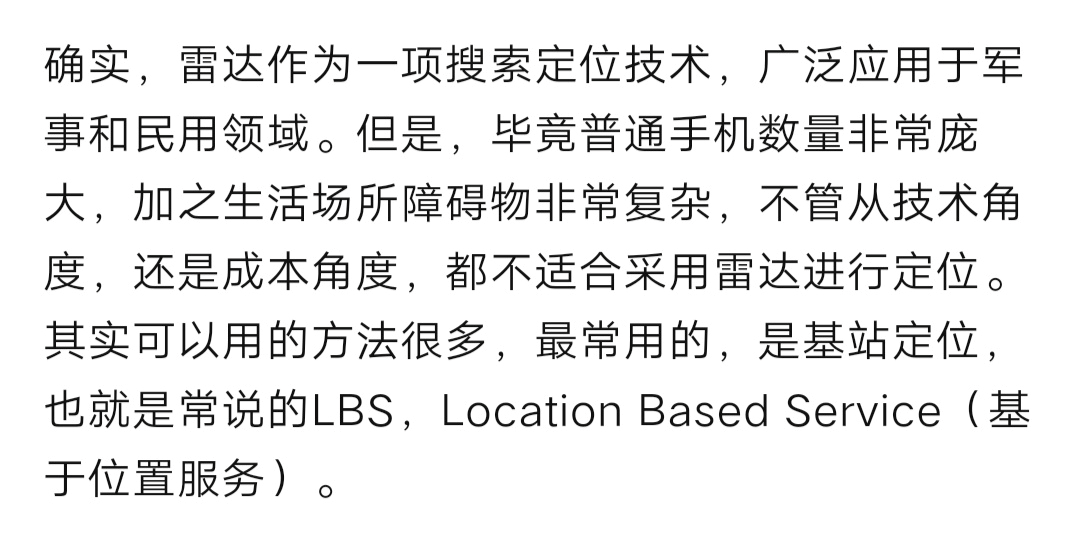 确实，雷达作为一项搜索定位技术，广泛应用于军
事和民用领域。但是，毕竟普通手机数量非常庞
大，加之生活场所障碍物非常复杂，不管从技术角
度，还是成本角度，都不适合采用雷达进行定位。
其实可以用的方法很多，最常用的，是基站定位，
也就是常说的LBS，Location Based Service（基
于位置服务）。